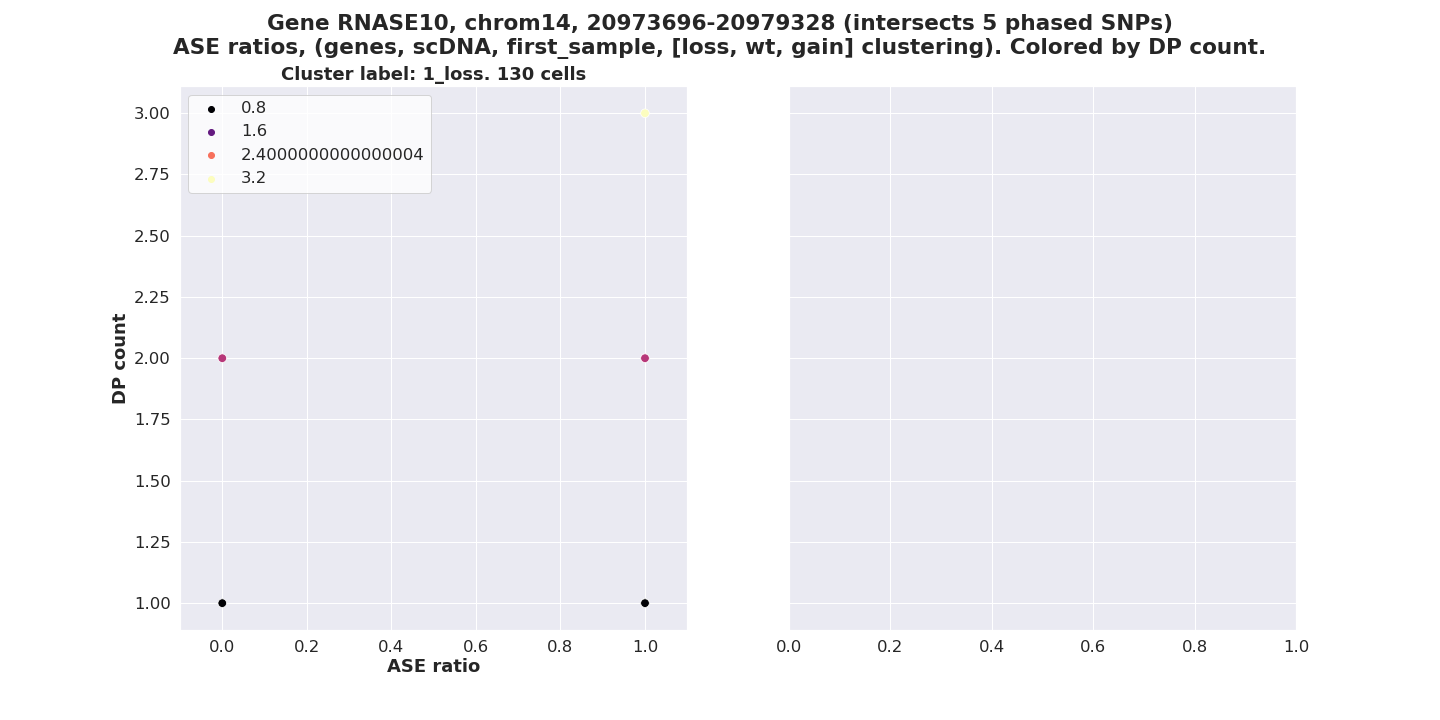 Gene RNASE10, chrom14, 20973696-20979328 (intersects 5 phased SNPs)
ASE ratios, (genes, scDNA, first_sample, [loss, wt, gain] clustering). Colored by DP count.
Cluster label: 1_loss. 130 cells
0.8
1.6
2.4000000000000004
3.2
DP count
3.00
2.75
2.50
2.25
2.00
1.75
1.50
1.25
1.00
0.0 0.2 0.4 0.6 0.8 1.0
ASE ratio
0.0 0.2 0.4 0.6 0.8 1.0